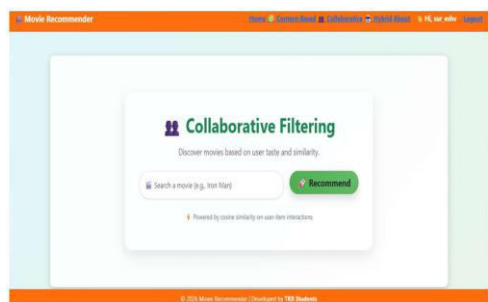 Movie Recommender
Home Content-Based Collaborative Hybrid About Hi, Logout
Collaborative Filtering
Discover movies based on user taste and similarity.
Search a movie (e.g., Iron Man)
Recommend
Powered by cosine similarity on user-item interactions
© 2026 Movie Recommender | Developed by TKR Students